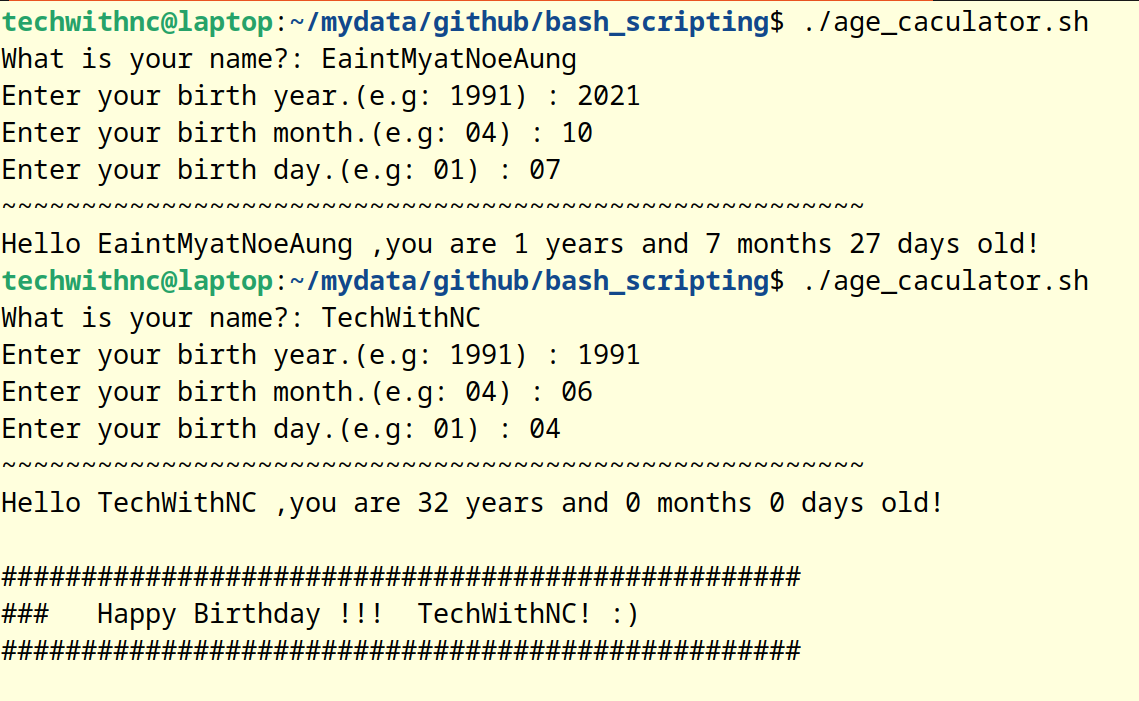 techwithnc@laptop:~/mydata/github/bash_scripting$ ./age_caculator.sh
What is your name?: EaintMyatNoeAung
Enter your birth year.(e.g: 1991) : 2021
Enter your birth month.(e.g: 04) : 10
Enter your birth day.(e.g: 01) : 07
~~~~~~~~~~~~~~~~~~~~~~~~~~~~~~~~~~~~~~~~~~~~~~~~~~~~~~
Hello EaintMyatNoeAung ,you are 1 years and 7 months 27 days old!
techwithnc@laptop:~/mydata/github/bash_scripting$ ./age_caculator.sh
What is your name?: TechWithNC
Enter your birth year.(e.g: 1991) : 1991
Enter your birth month.(e.g: 04) : 06
Enter your birth day.(e.g: 01) : 04
~~~~~~~~~~~~~~~~~~~~~~~~~~~~~~~~~~~~~~~~~~~~~~~~~~~~~~
Hello TechWithNC ,you are 32 years and 0 months 0 days old!
##################################################
###   Happy Birthday !!!  TechWithNC! :)
##################################################